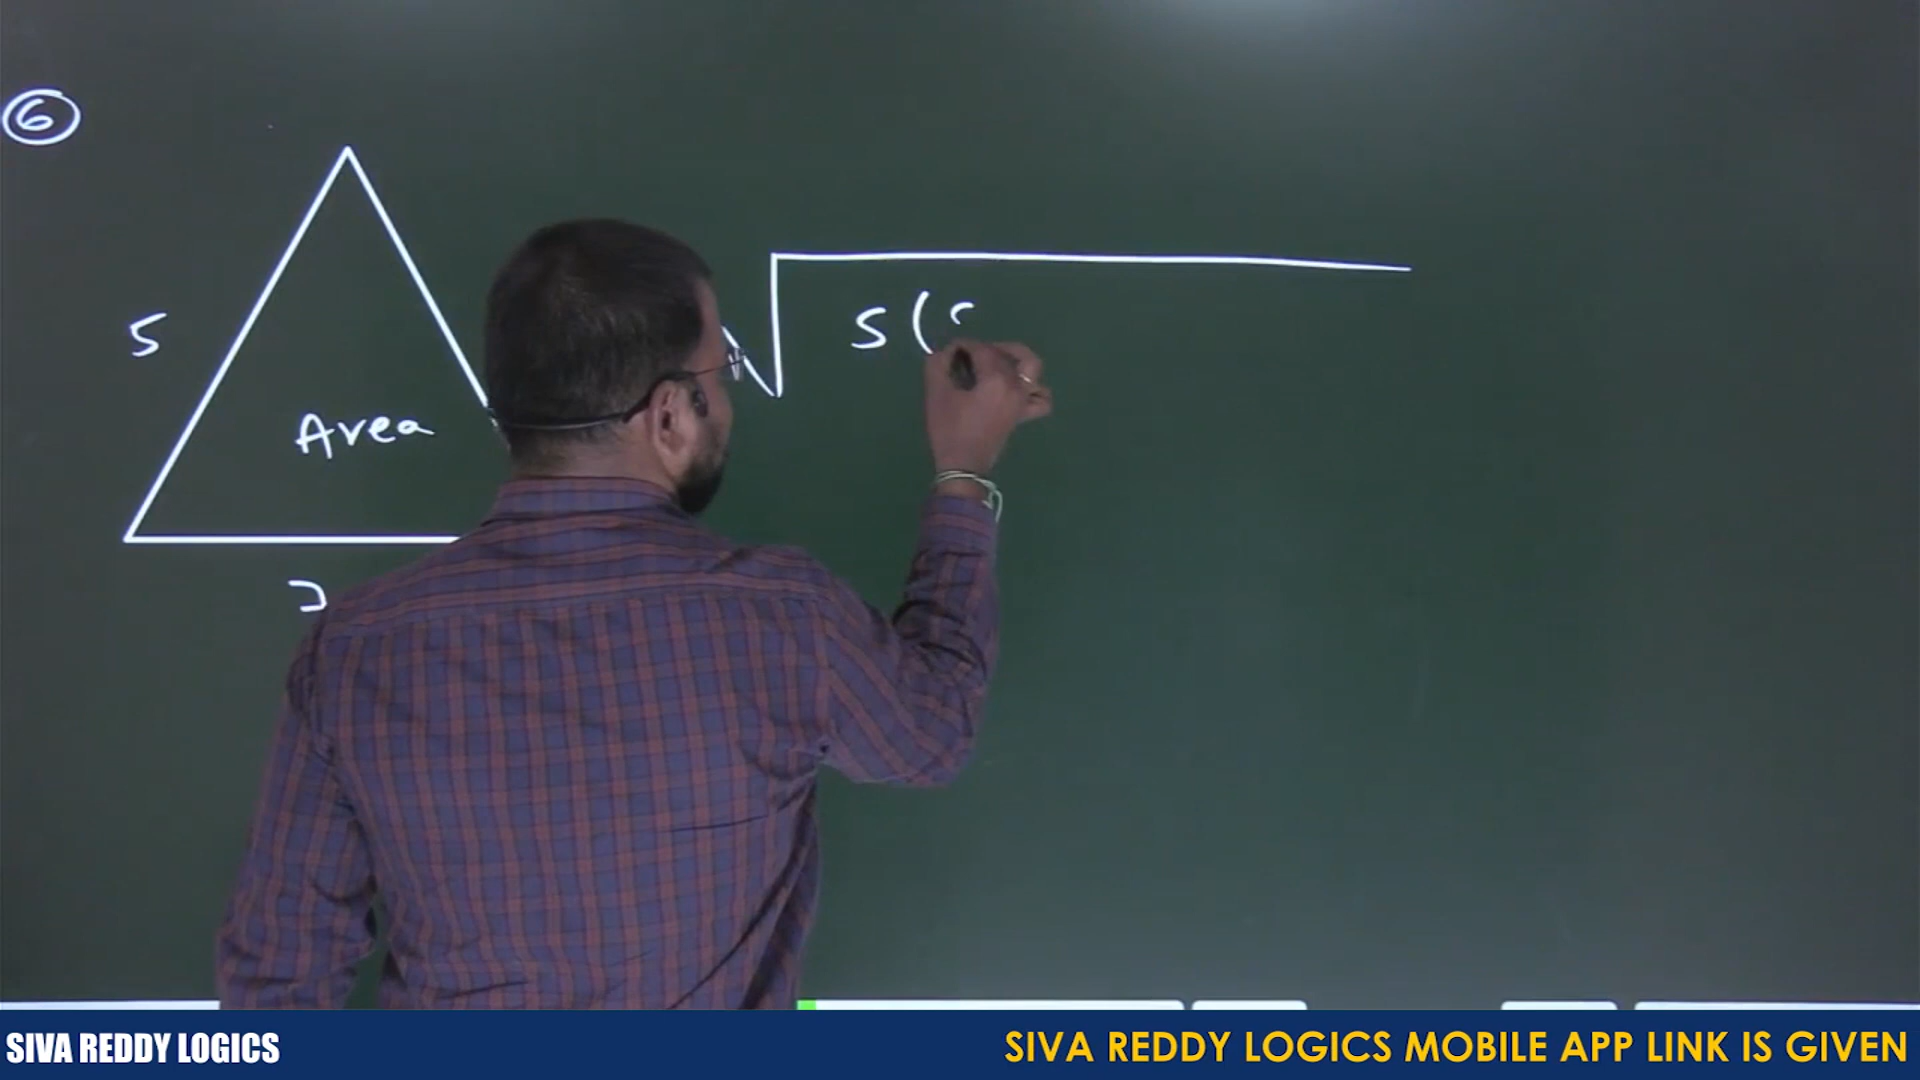 6
5
Area
S (
SIVA REDDY LOGICS
SIVA REDDY LOGICS MOBILE APP LINK IS GIVEN